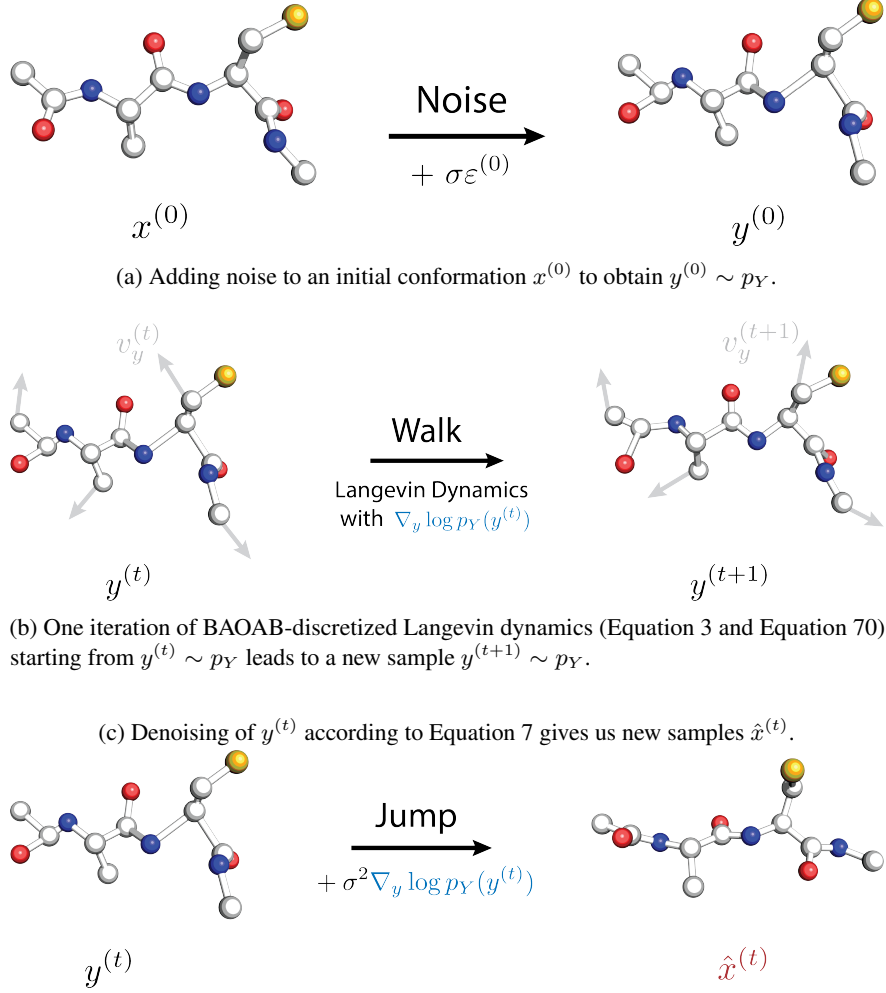 Noise
+ σε^(0)
x^(0)
y^(0)
(a) Adding noise to an initial conformation x^(0) to obtain y^(0) ∼ p_Y.
v_y^(t)
v_y^(t+1)
Walk
Langevin Dynamics
with ∇_y log p_Y(y^(t))
y^(t)
y^(t+1)
(b) One iteration of BAOAB-discretized Langevin dynamics (Equation 3 and Equation 70)
starting from y^(t) ∼ p_Y leads to a new sample y^(t+1) ∼ p_Y.
(c) Denoising of y^(t) according to Equation 7 gives us new samples x̂^(t).
Jump
+ σ²∇_y log p_Y(y^(t))
y^(t)
x̂^(t)